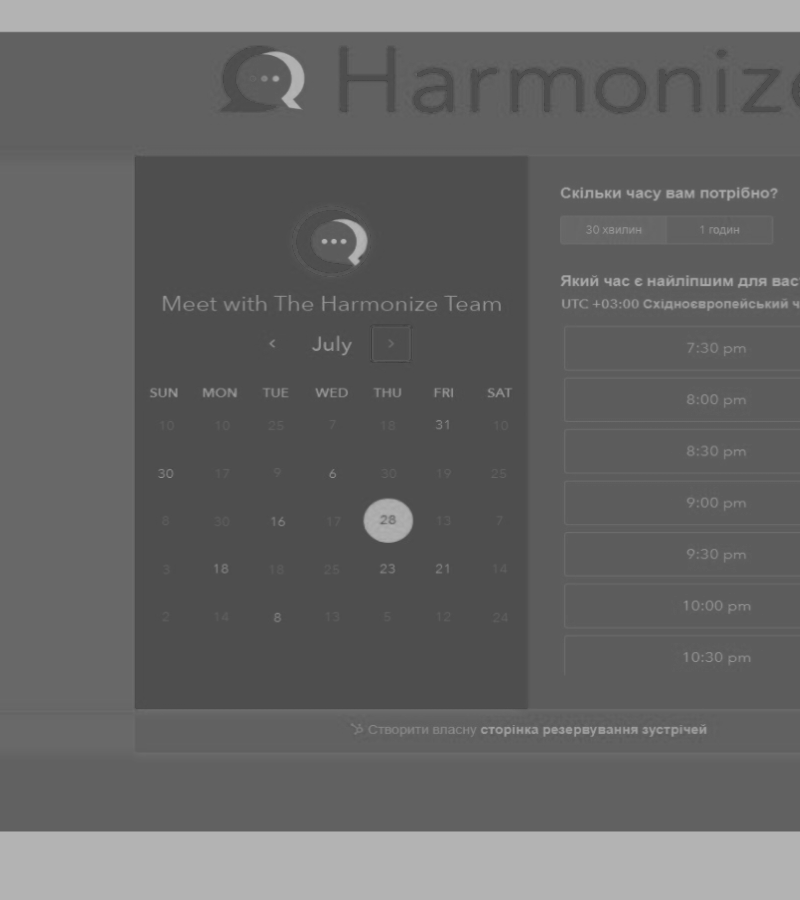 Harmonize
Meet with The Harmonize Team
July
SUN MON TUE WED THU FRI SAT
10 10 25 7 18 31 10
30 17 9 6 30 19 25
6 30 16 17 28 13 7
3 18 18 25 23 21 14
2 14 8 13 5 12 24
Скільки часу вам потрібно?
30 хвилин 1 годин
Який час є найліпшим для вас
UTC +03:00 Східноєвропейський ч
7:30 pm
8:00 pm
8:30 pm
9:00 pm
9:30 pm
10:00 pm
10:30 pm
Створити власну сторінка резервування зустрічей